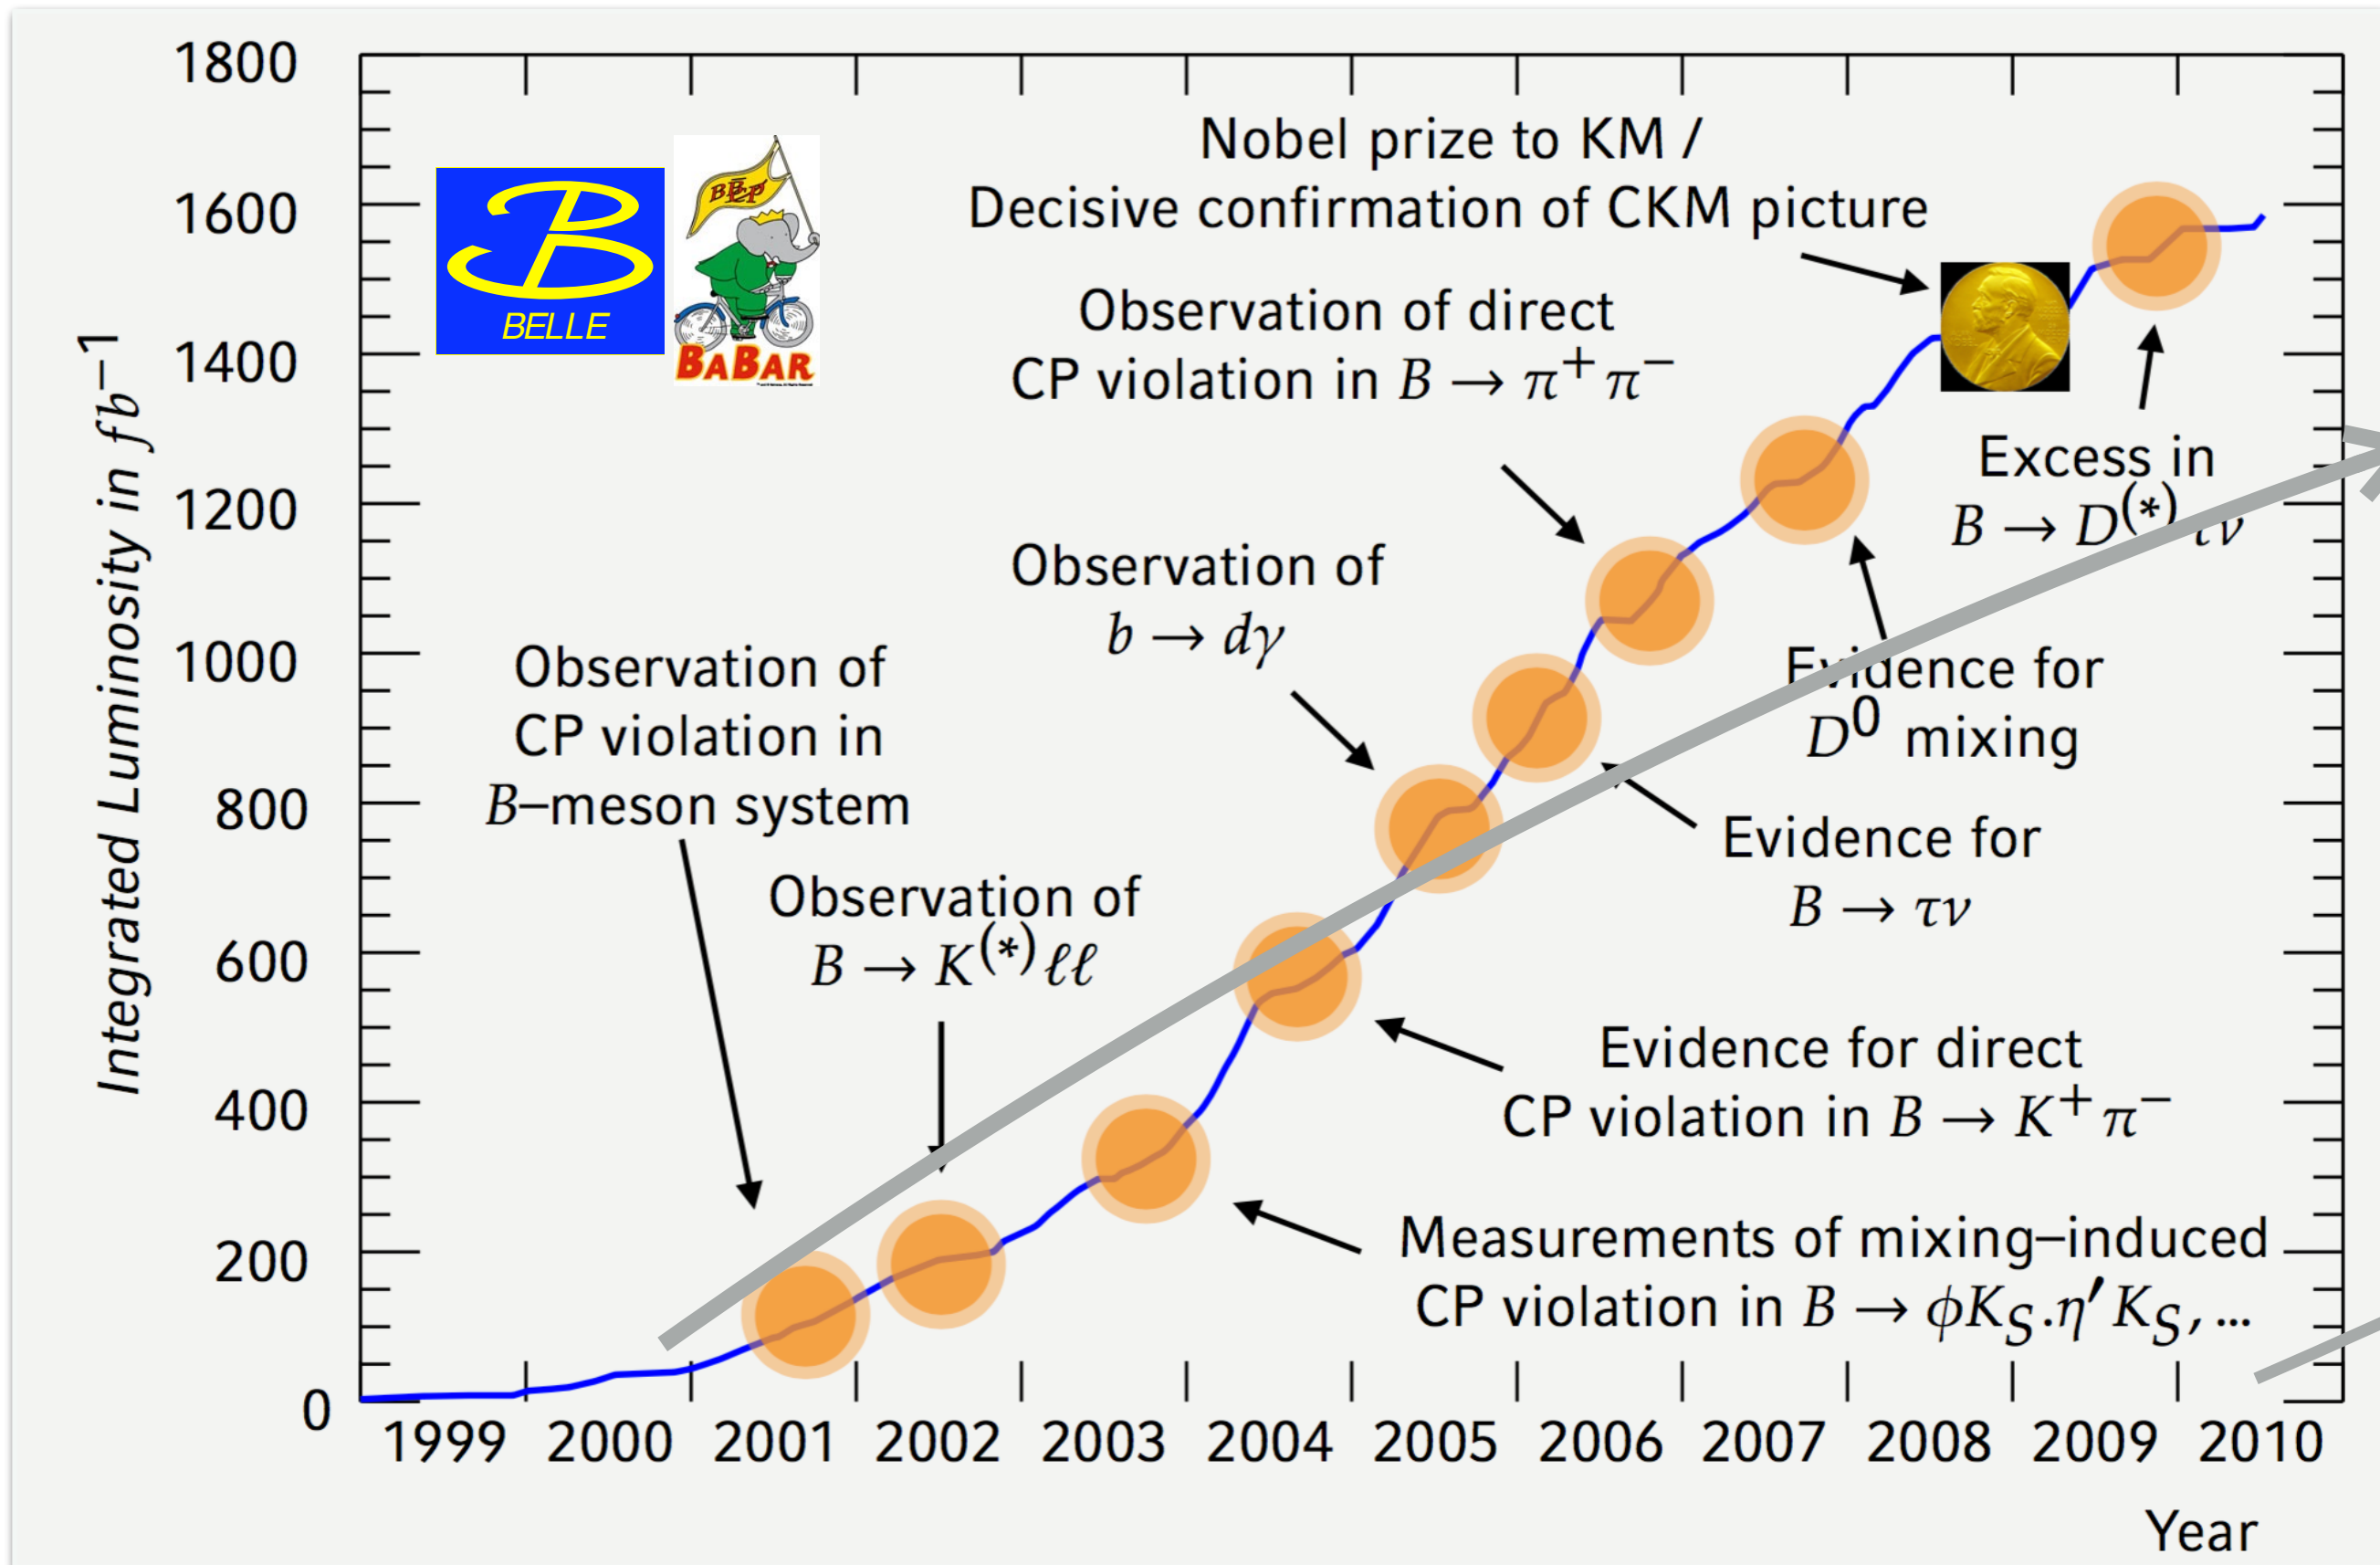 1800
1600
1400
1200
1000
800
600
400
200
0
Integrated Luminosity in fb⁻¹
BELLE
BABAR
Nobel prize to KM /
Decisive confirmation of CKM picture
Observation of direct
CP violation in B → π⁺π⁻
Excess in
B → D⁽*⁾τν
Observation of
b → dγ
Evidence for
D⁰ mixing
Observation of
CP violation in
B–meson system
Evidence for
B → τν
Observation of
B → K⁽*⁾ℓℓ
Evidence for direct
CP violation in B → K⁺π⁻
Measurements of mixing–induced
CP violation in B → ϕK_S.η′K_S, ...
1999 2000 2001 2002 2003 2004 2005 2006 2007 2008 2009 2010
Year